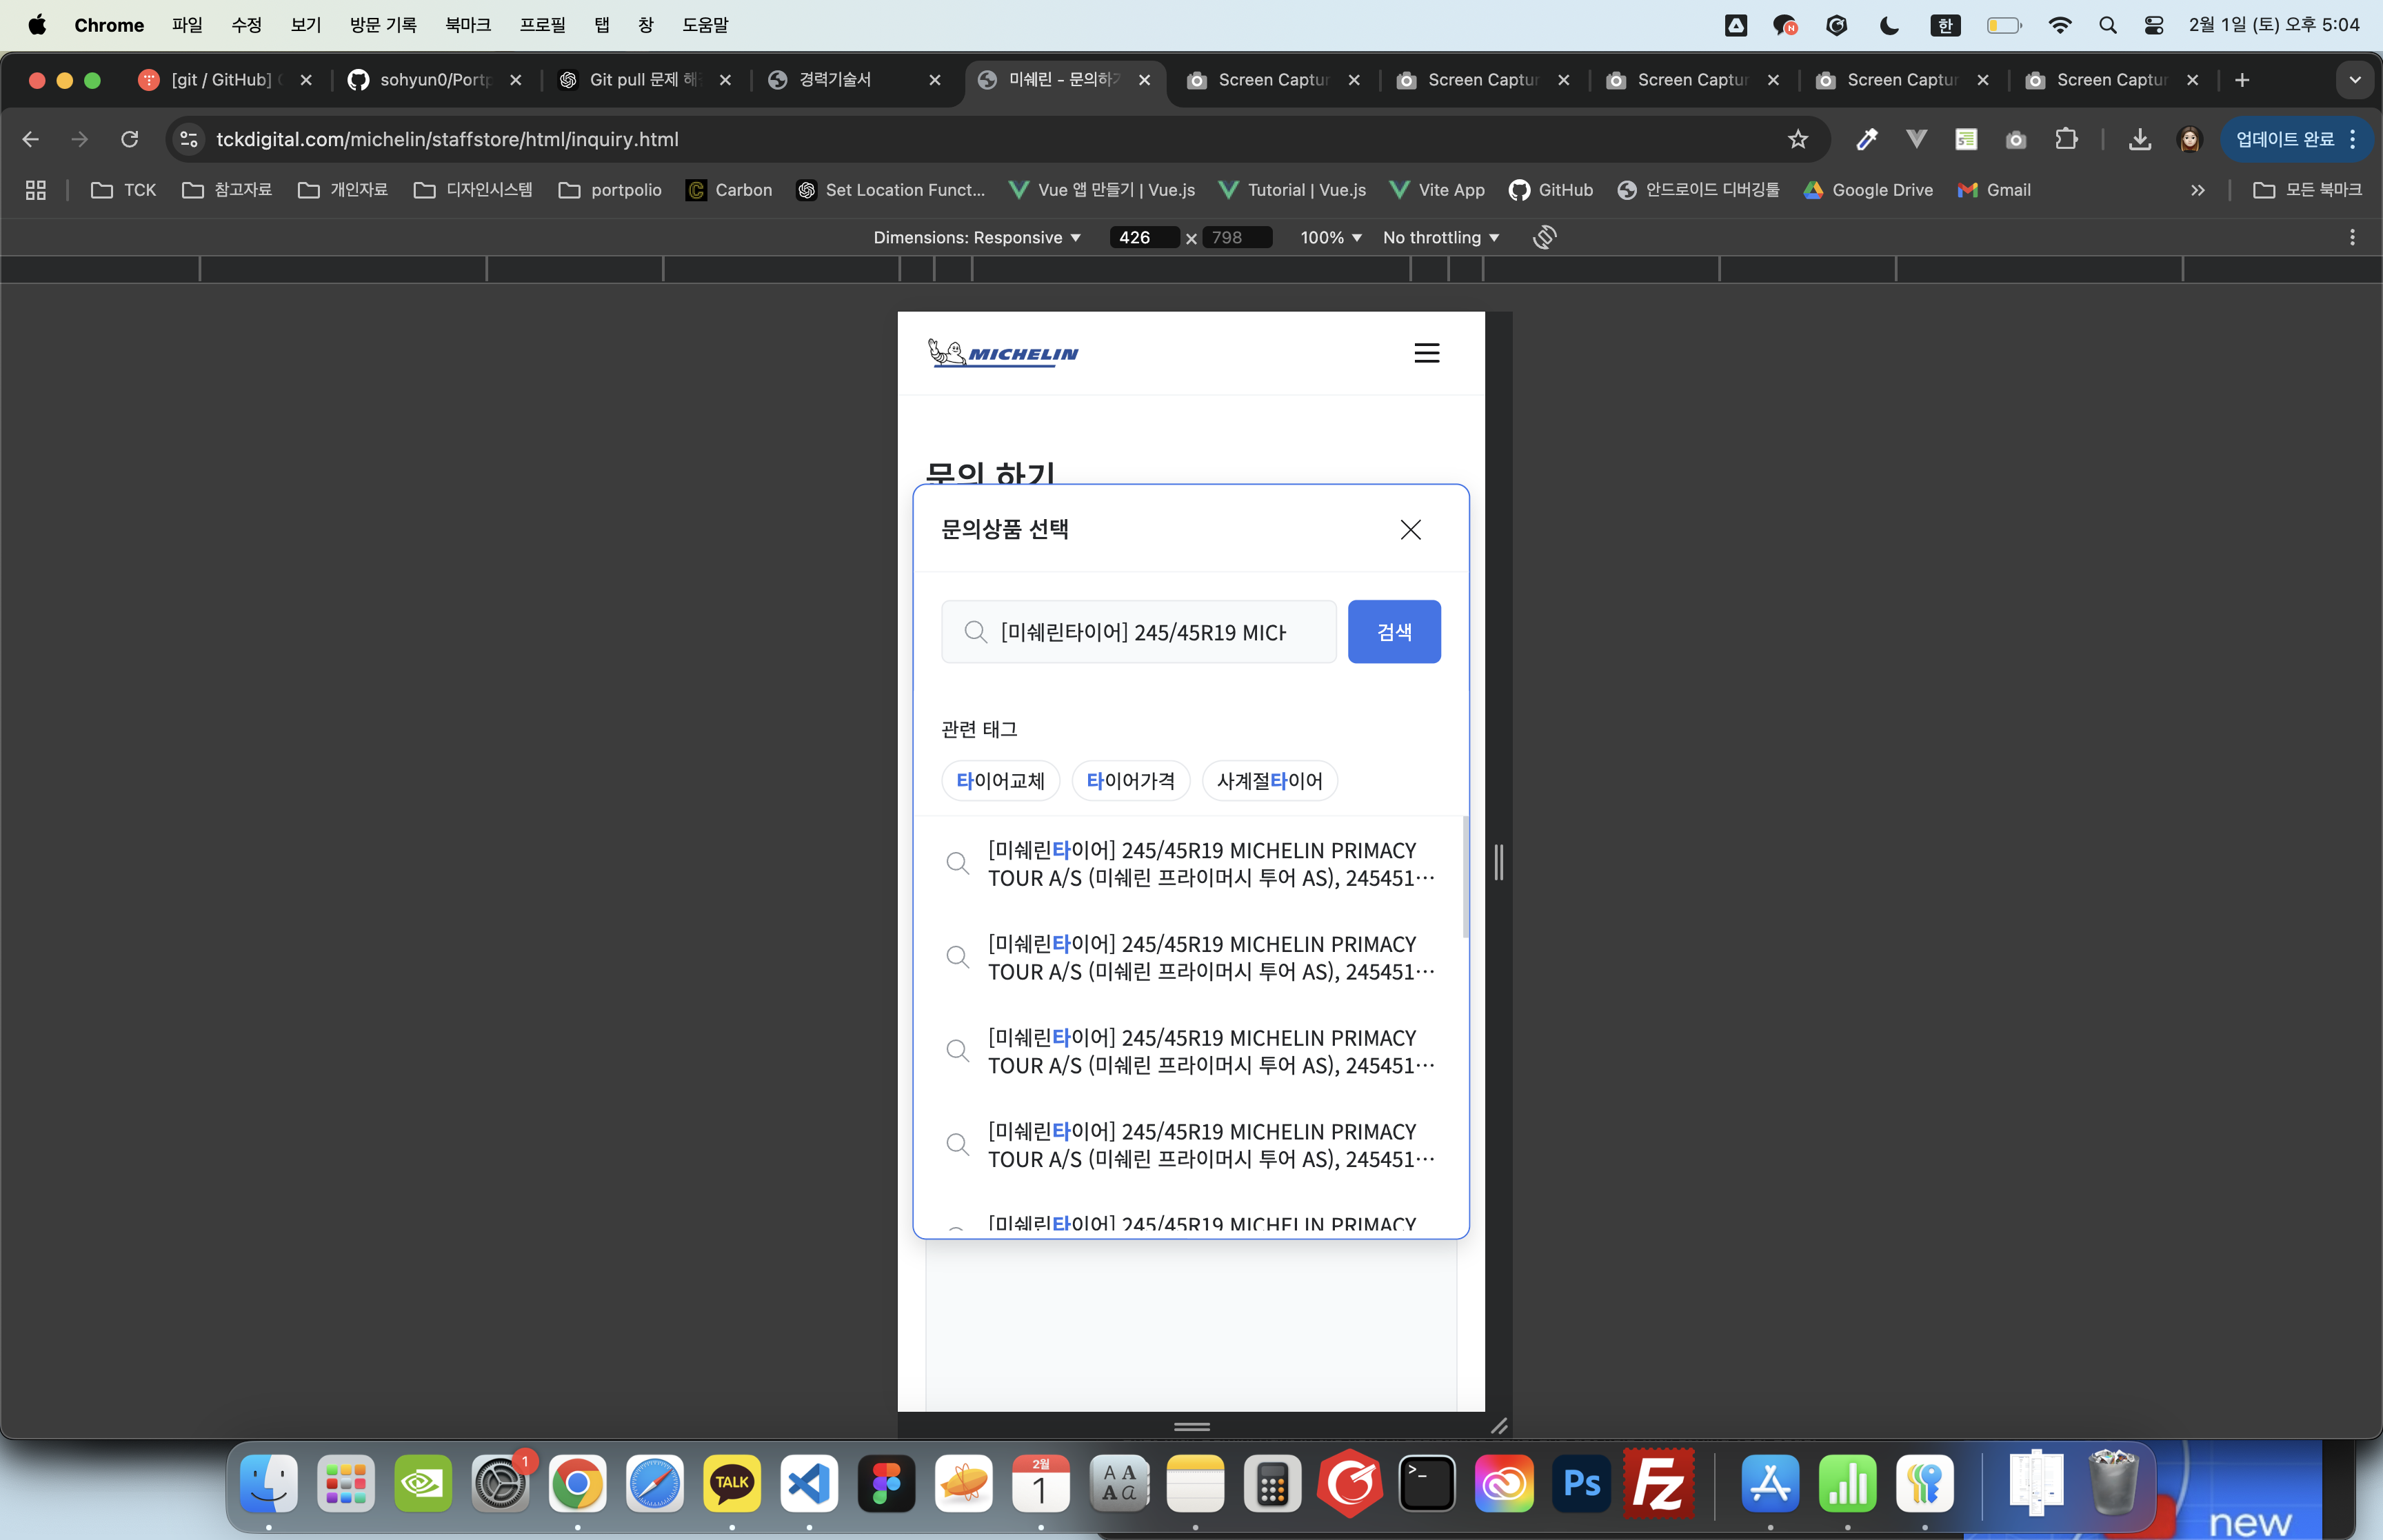 Chrome 파일 수정 보기 방문 기록 북마크 프로필 탭 창 도움말 한 2월 1일 (토) 오후 5:04
[git / GitHub] sohyun0/Portp Git pull 문제 해 경력기술서 미쉐린 - 문의하기 Screen Captur Screen Captur Screen Captur Screen Captur Screen Captur
tckdigital.com/michelin/staffstore/html/inquiry.html 업데이트 완료
TCK 참고자료 개인자료 디자인시스템 portpolio Carbon Set Location Funct... Vue 앱 만들기 | Vue.js Tutorial | Vue.js Vite App GitHub 안드로이드 디버깅툴 Google Drive Gmail 모든 북마크
Dimensions: Responsive 426 × 798 100% No throttling
MICHELIN
문의 하기
문의상품 선택
[미쉐린타이어] 245/45R19 MICH 검색
관련 태그
타이어교체 타이어가격 사계절타이어
[미쉐린타이어] 245/45R19 MICHELIN PRIMACY
TOUR A/S (미쉐린 프라이머시 투어 AS), 245451…
[미쉐린타이어] 245/45R19 MICHELIN PRIMACY
TOUR A/S (미쉐린 프라이머시 투어 AS), 245451…
[미쉐린타이어] 245/45R19 MICHELIN PRIMACY
TOUR A/S (미쉐린 프라이머시 투어 AS), 245451…
[미쉐린타이어] 245/45R19 MICHELIN PRIMACY
TOUR A/S (미쉐린 프라이머시 투어 AS), 245451…
[미쉐린타이어] 245/45R19 MICHELIN PRIMACY
1 TALK 2월 1 Ps Fz
new